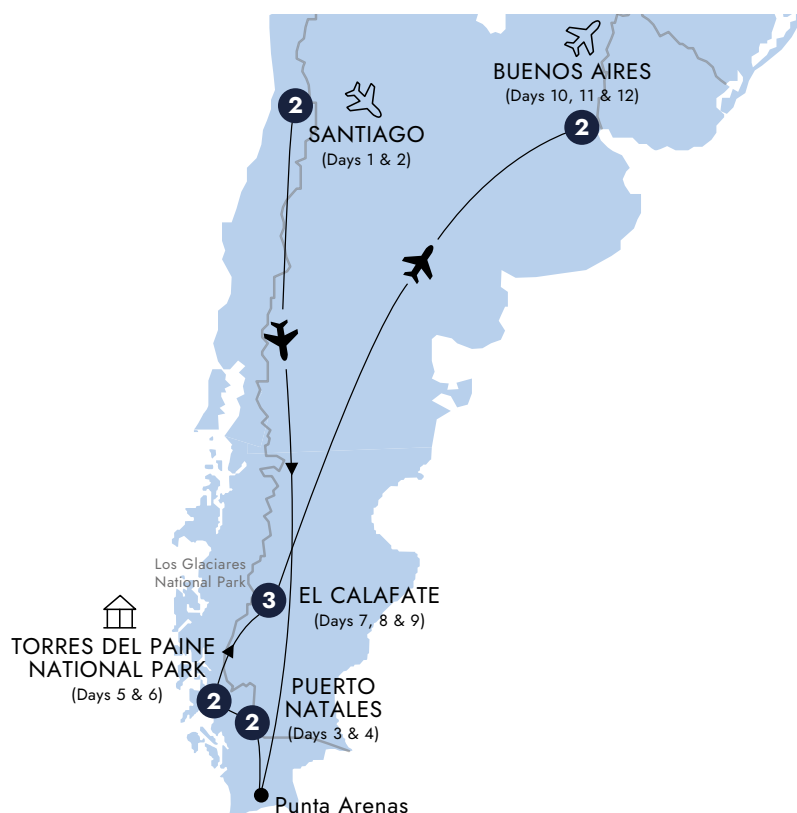 BUENOS AIRES
(Days 10, 11 & 12)
2
2
SANTIAGO
(Days 1 & 2)
Los Glaciares
National Park
3
EL CALAFATE
(Days 7, 8 & 9)
TORRES DEL PAINE
NATIONAL PARK
(Days 5 & 6)
2
2
PUERTO
NATALES
(Days 3 & 4)
Punta Arenas